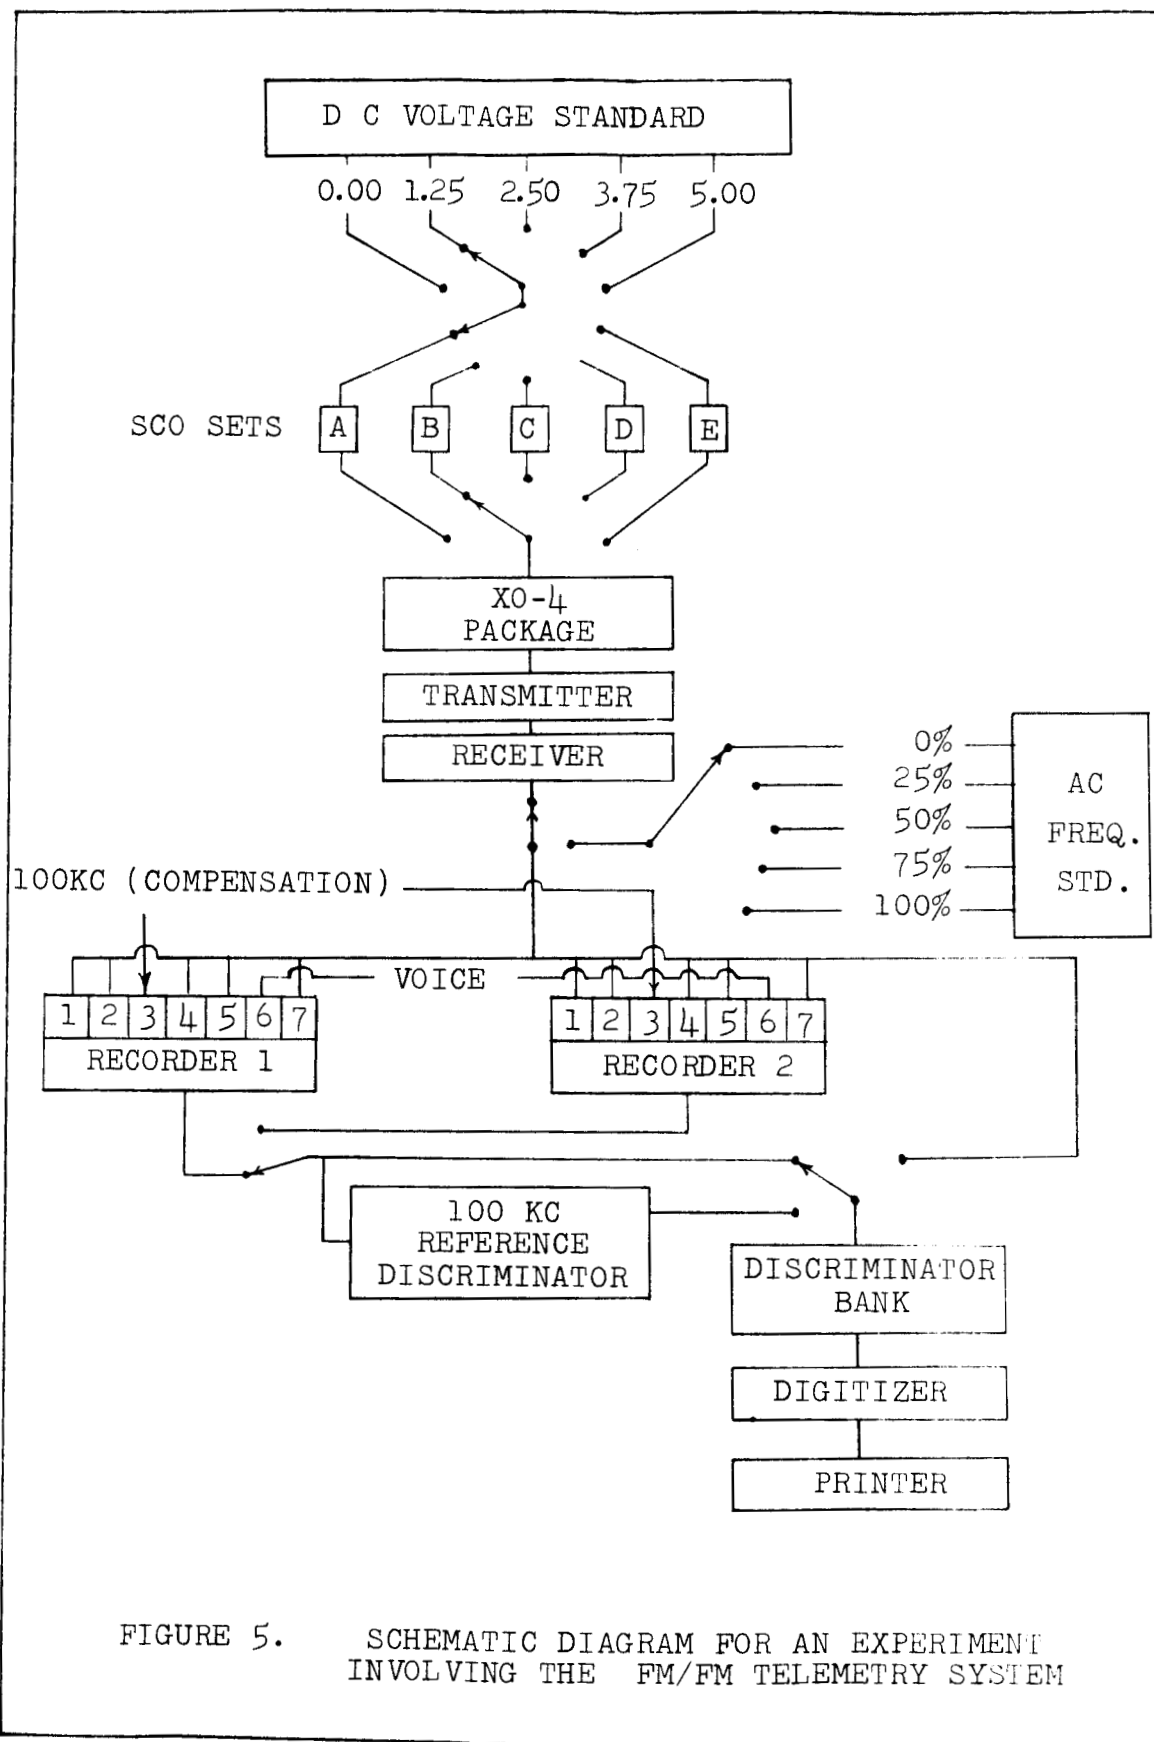 D C VOLTAGE STANDARD
0.00 1.25 2.50 3.75 5.00
SCO SETS A B C D E
XO-4
PACKAGE
TRANSMITTER
RECEIVER
0%
25%
50%
75%
100%
AC
FREQ.
STD.
100KC (COMPENSATION)
VOICE
1 2 3 4 5 6 7
RECORDER 1
1 2 3 4 5 6 7
RECORDER 2
100 KC
REFERENCE
DISCRIMINATOR
DISCRIMINATOR
BANK
DIGITIZER
PRINTER
FIGURE 5. SCHEMATIC DIAGRAM FOR AN EXPERIMENT
INVOLVING THE FM/FM TELEMETRY SYSTEM